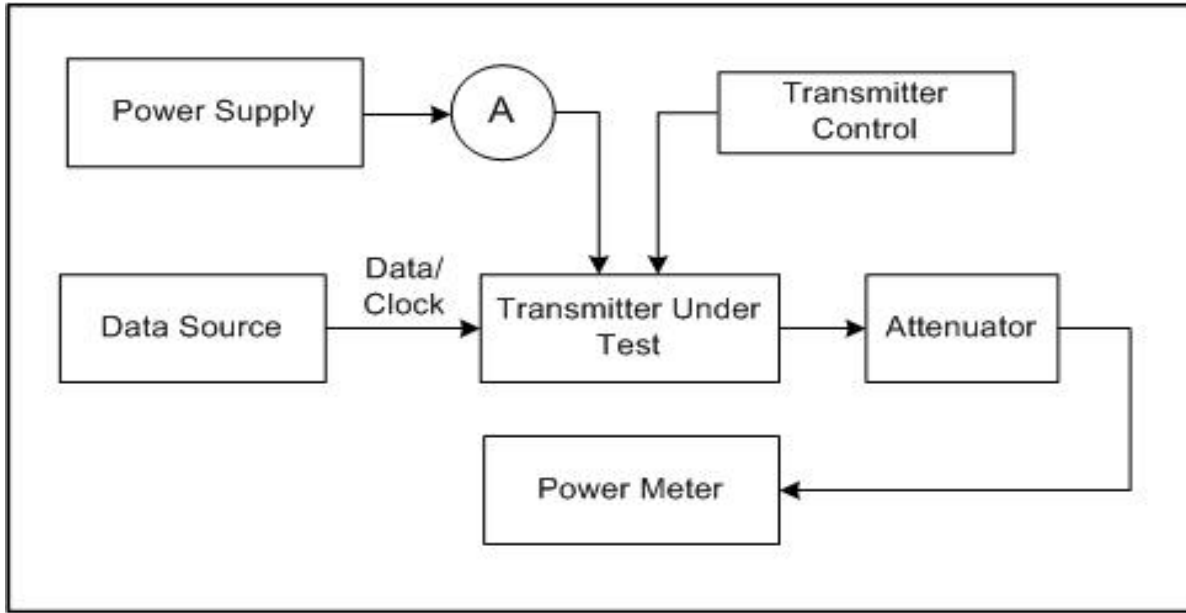 Power Supply
A
Transmitter
Control
Data/
Clock
Data Source
Transmitter Under
Test
Attenuator
Power Meter